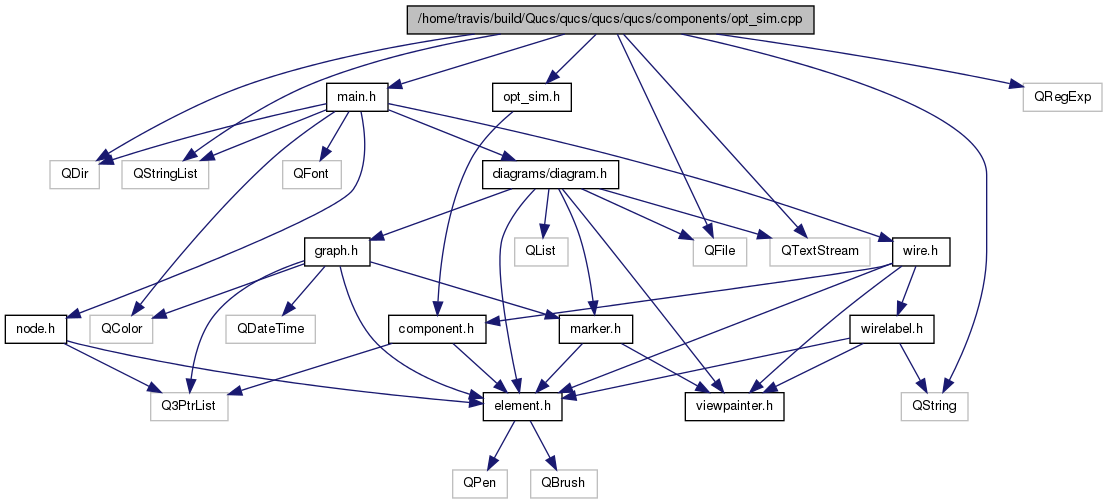 /home/travis/build/Qucs/qucs/qucs/qucs/components/opt_sim.cpp
main.h
opt_sim.h
QRegExp
QDir
QStringList
QFont
diagrams/diagram.h
graph.h
QList
QFile
QTextStream
wire.h
node.h
QColor
QDateTime
component.h
marker.h
wirelabel.h
Q3PtrList
element.h
viewpainter.h
QString
QPen
QBrush